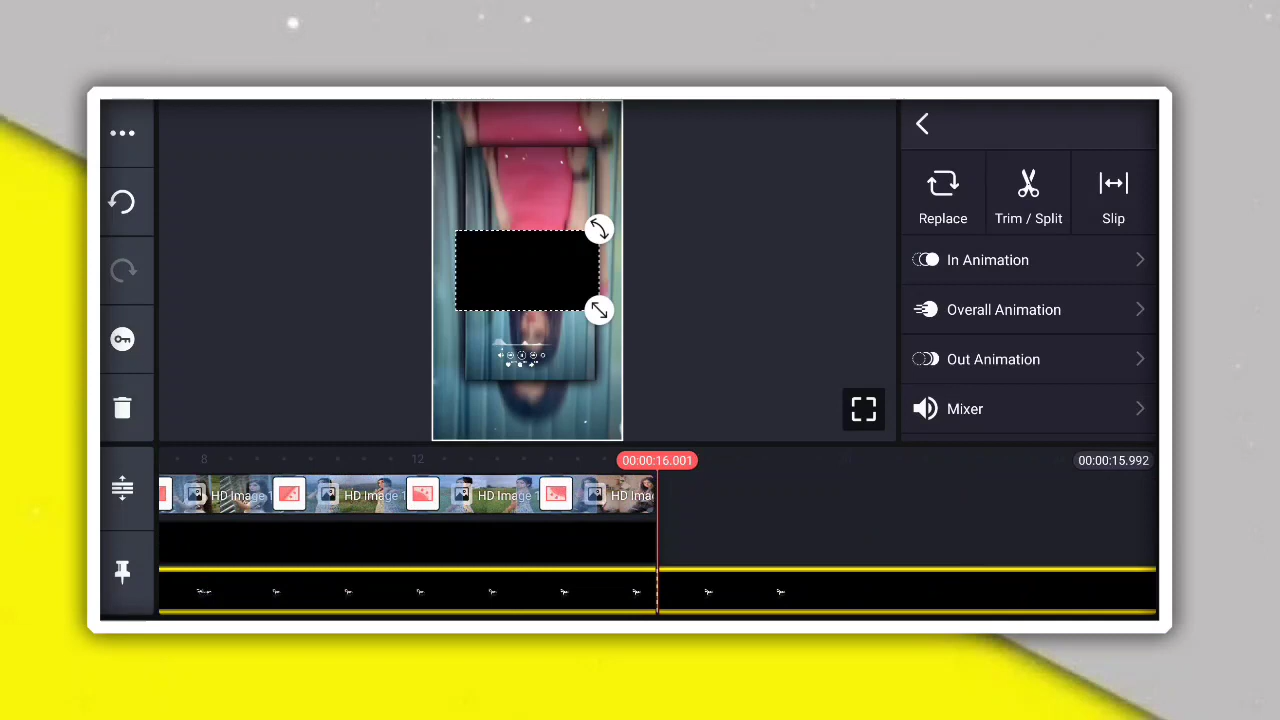 Replace
Trim / Split
Slip
In Animation
Overall Animation
Out Animation
Mixer
8
12
00:00:16.001
00:00:15.992
HD Image 1
HD Image 1
HD Image 1
HD Ima